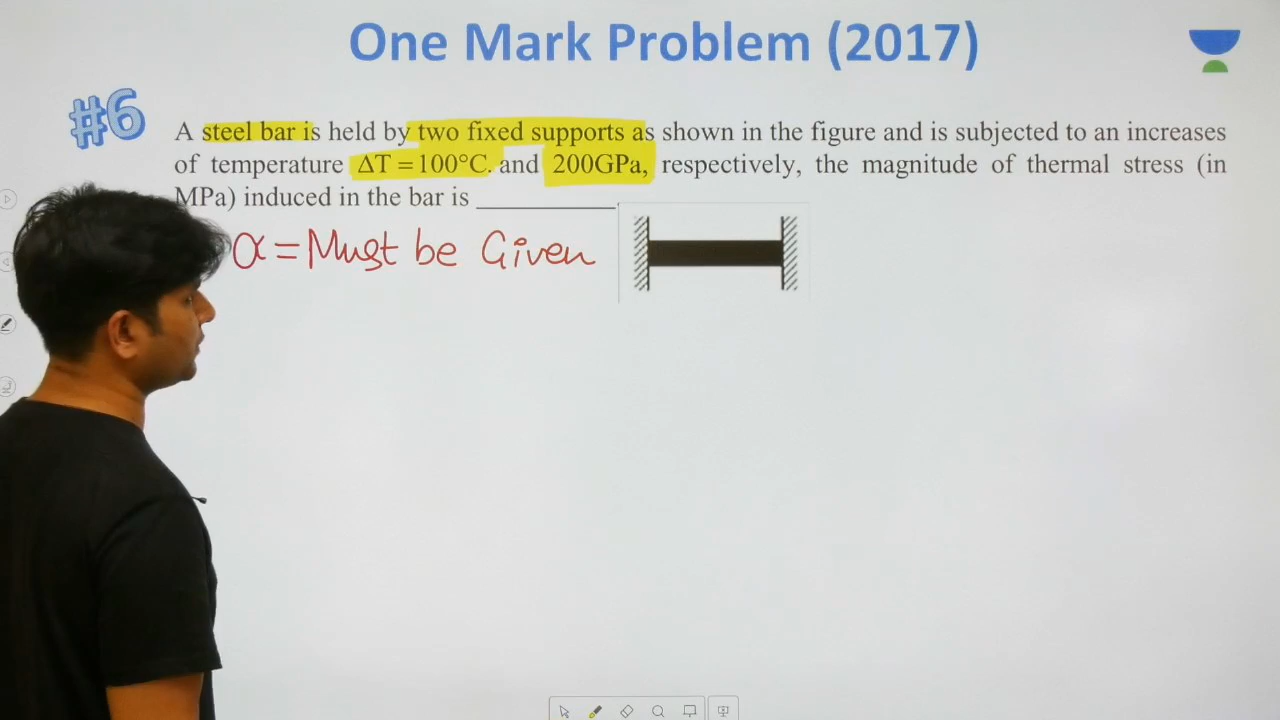 One Mark Problem (2017)
#6
A steel bar is held by two fixed supports as shown in the figure and is subjected to an increases
of temperature ΔT = 100°C. and 200GPa, respectively, the magnitude of thermal stress (in
MPa) induced in the bar is ___________.
α = Must be Given